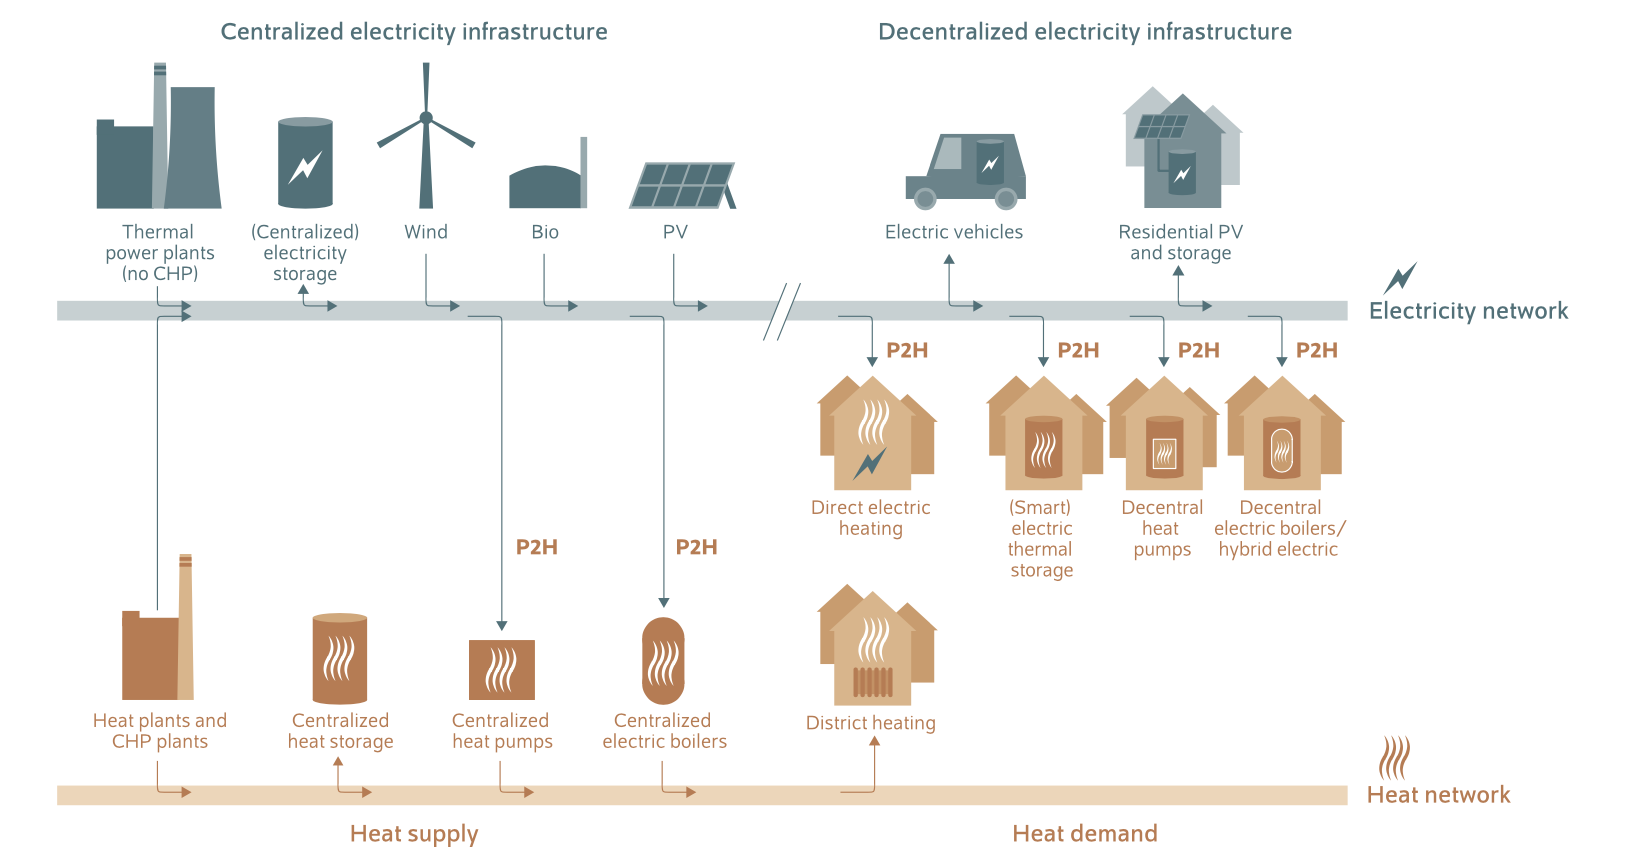 Centralized electricity infrastructure
Decentralized electricity infrastructure
Thermal
power plants
(no CHP)
(Centralized)
electricity
storage
Wind
Bio
PV
Electric vehicles
Residential PV
and storage
Electricity network
P2H
P2H
P2H
P2H
Direct electric
heating
(Smart)
electric
thermal
storage
Decentral
heat
pumps
Decentral
electric boilers/
hybrid electric
P2H
P2H
Heat plants and
CHP plants
Centralized
heat storage
Centralized
heat pumps
Centralized
electric boilers
District heating
Heat network
Heat supply
Heat demand